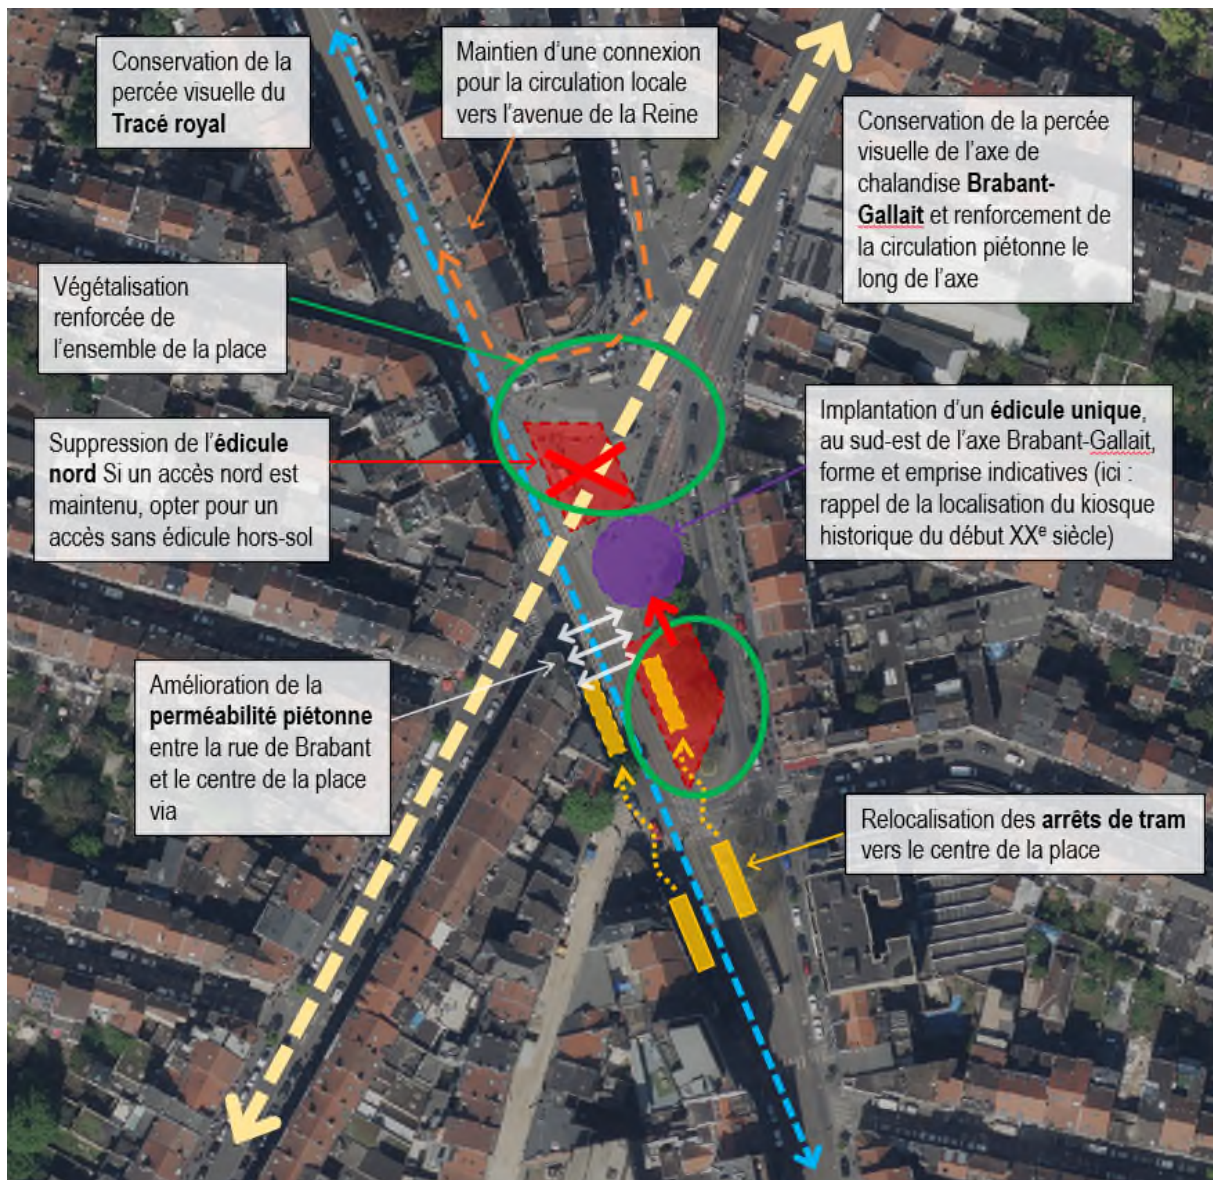 Conservation de la
percée visuelle du
Tracé royal
Maintien d'une connexion
pour la circulation locale
vers l'avenue de la Reine
Conservation de la percée
visuelle de l'axe de
chalandise Brabant-
Gallait et renforcement de
la circulation piétonne le
long de l'axe
Végétalisation
renforcée de
l'ensemble de la place
Suppression de l'édicule
nord Si un accès nord est
maintenu, opter pour un
accès sans édicule hors-sol
Implantation d'un édicule unique,
au sud-est de l'axe Brabant-Gallait,
forme et emprise indicatives (ici :
rappel de la localisation du kiosque
historique du début XXe siècle)
Amélioration de la
perméabilité piétonne
entre la rue de Brabant
et le centre de la place
via
Relocalisation des arrêts de tram
vers le centre de la place